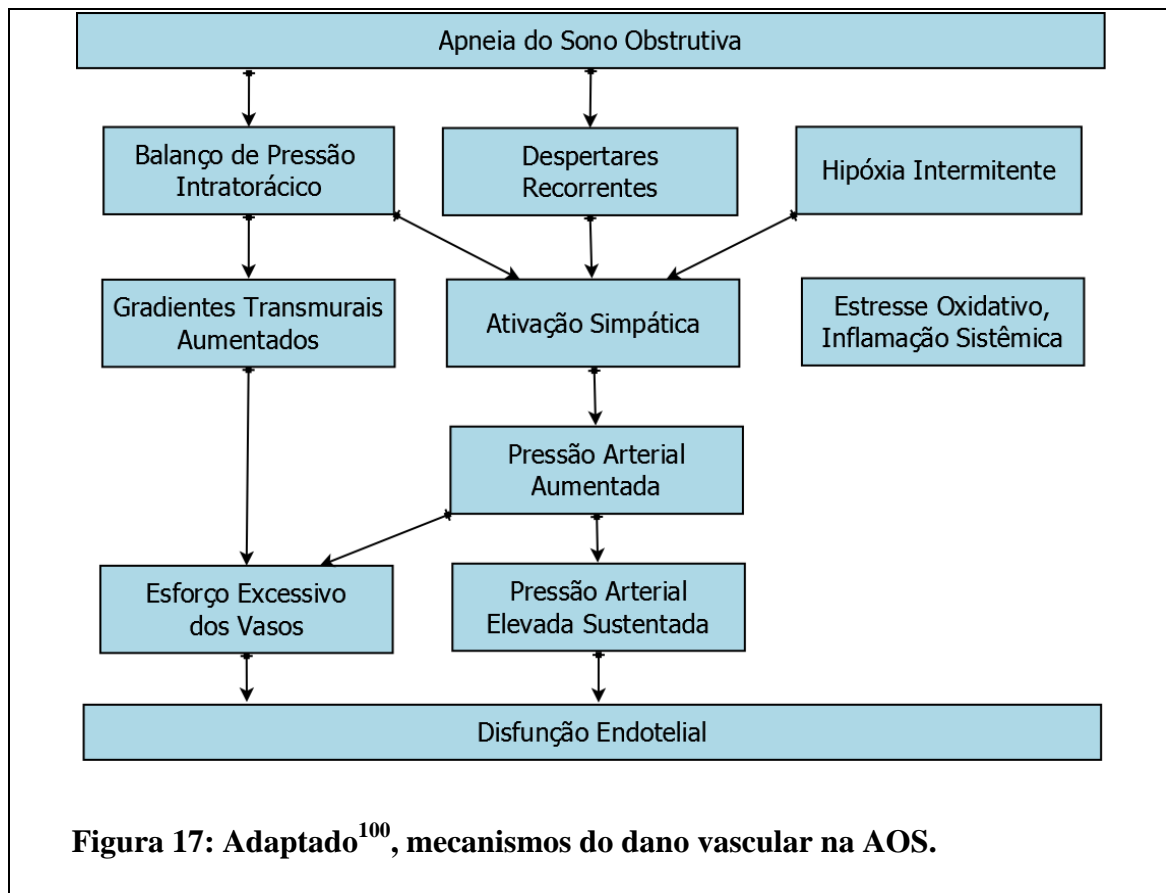 Apneia do Sono Obstrutiva
Balanço de Pressão
Intratorácico
Despertares
Recorrentes
Hipóxia Intermitente
Gradientes Transmurais
Aumentados
Ativação Simpática
Estresse Oxidativo,
Inflamação Sistêmica
Pressão Arterial
Aumentada
Esforço Excessivo
dos Vasos
Pressão Arterial
Elevada Sustentada
Disfunção Endotelial
Figura 17: Adaptado100, mecanismos do dano vascular na AOS.